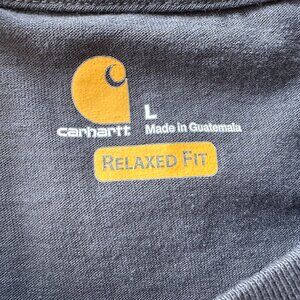 L
carhartt Made in Guatemala
RELAXED FIT